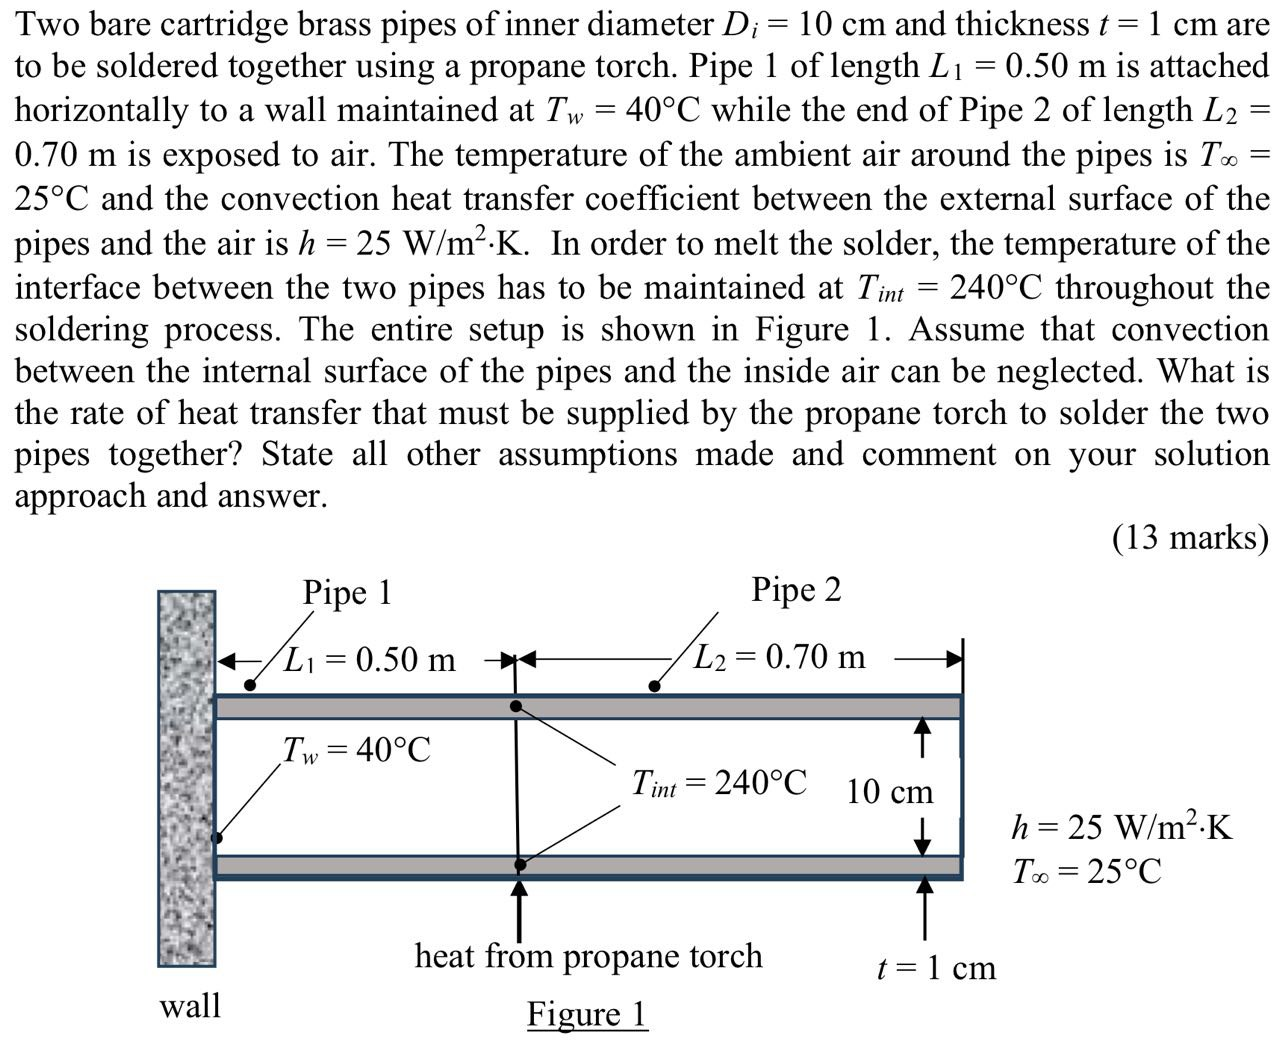 Two bare cartridge brass pipes of inner diameter Di = 10 cm and thickness t = 1 cm are
to be soldered together using a propane torch. Pipe 1 of length L1 = 0.50 m is attached
horizontally to a wall maintained at Tw = 40°C while the end of Pipe 2 of length L2 =
0.70 m is exposed to air. The temperature of the ambient air around the pipes is T∞ =
25°C and the convection heat transfer coefficient between the external surface of the
pipes and the air is h = 25 W/m²·K. In order to melt the solder, the temperature of the
interface between the two pipes has to be maintained at Tint = 240°C throughout the
soldering process. The entire setup is shown in Figure 1. Assume that convection
between the internal surface of the pipes and the inside air can be neglected. What is
the rate of heat transfer that must be supplied by the propane torch to solder the two
pipes together? State all other assumptions made and comment on your solution
approach and answer.
(13 marks)
Pipe 1
Pipe 2
L1 = 0.50 m
L2 = 0.70 m
Tw = 40°C
Tint = 240°C
10 cm
h = 25 W/m²·K
T∞ = 25°C
heat from propane torch
t = 1 cm
wall
Figure 1